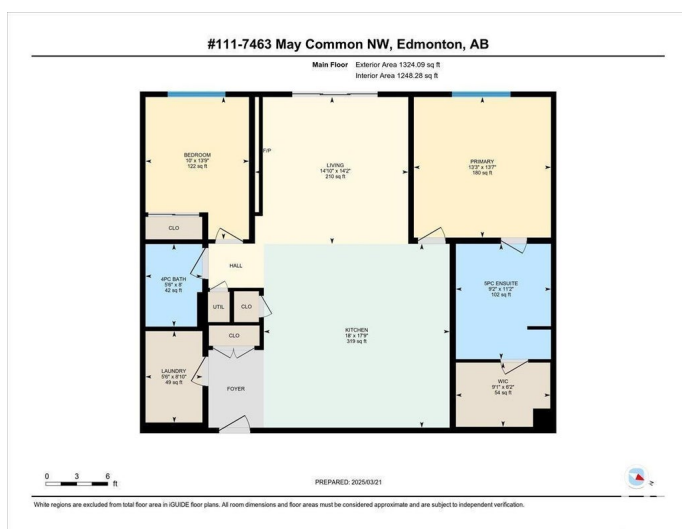 #111-7463 May Common NW, Edmonton, AB
Main Floor Exterior Area 1324.09 sq ft
Interior Area 1248.28 sq ft
BEDROOM
10' x 13'9"
122 sq ft
F/P
LIVING
14'10" x 14'2"
210 sq ft
PRIMARY
13'3" x 13'7"
180 sq ft
CLO
HALL
4PC BATH
5'6" x 8'
42 sq ft
5PC ENSUITE
9'2" x 11'2"
102 sq ft
UTIL
CLO
CLO
KITCHEN
18' x 17'9"
319 sq ft
LAUNDRY
5'6" x 8'10"
49 sq ft
FOYER
WIC
9'1" x 6'2"
54 sq ft
0 3 6
ft
PREPARED: 2025/03/21
N
White regions are excluded from total floor area in iGUIDE floor plans. All room dimensions and floor areas must be considered approximate and are subject to independent verification.